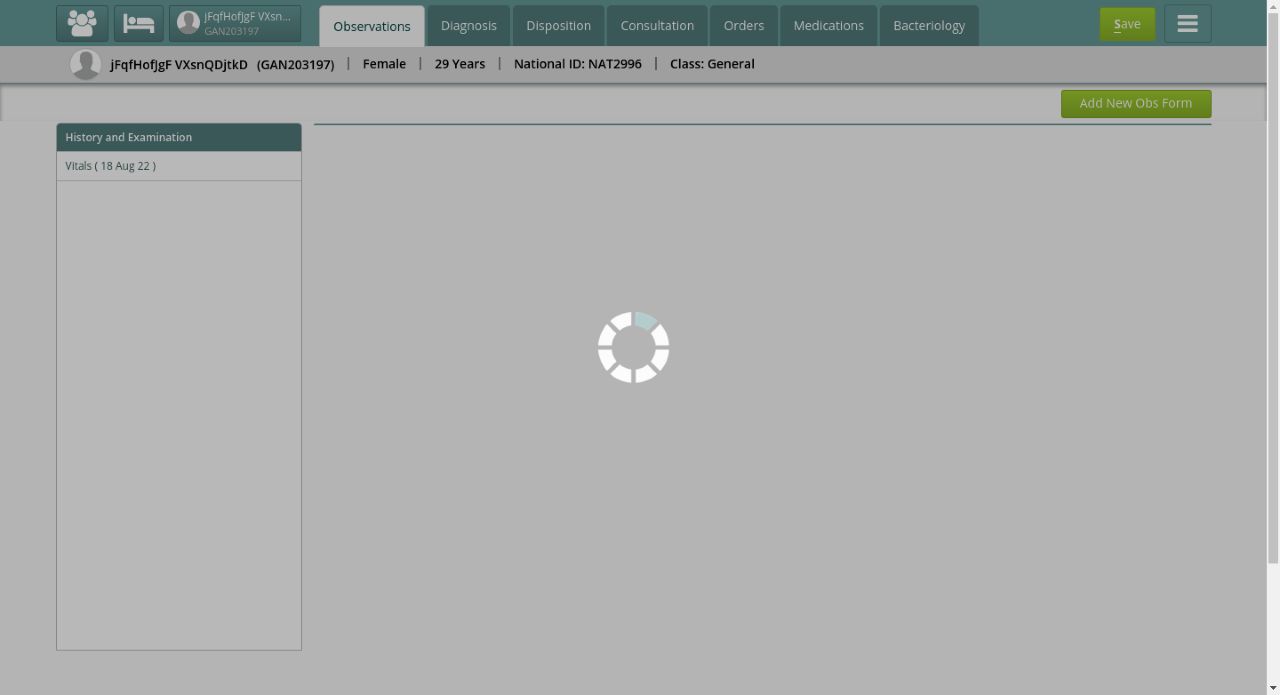 jFqfHofJgF VXsn...
GAN203197
Observations
Diagnosis
Disposition
Consultation
Orders
Medications
Bacteriology
Save
jFqfHofJgF VXsnQDjtkD (GAN203197) | Female | 29 Years | National ID: NAT2996 | Class: General
Add New Obs Form
History and Examination
Vitals ( 18 Aug 22 )